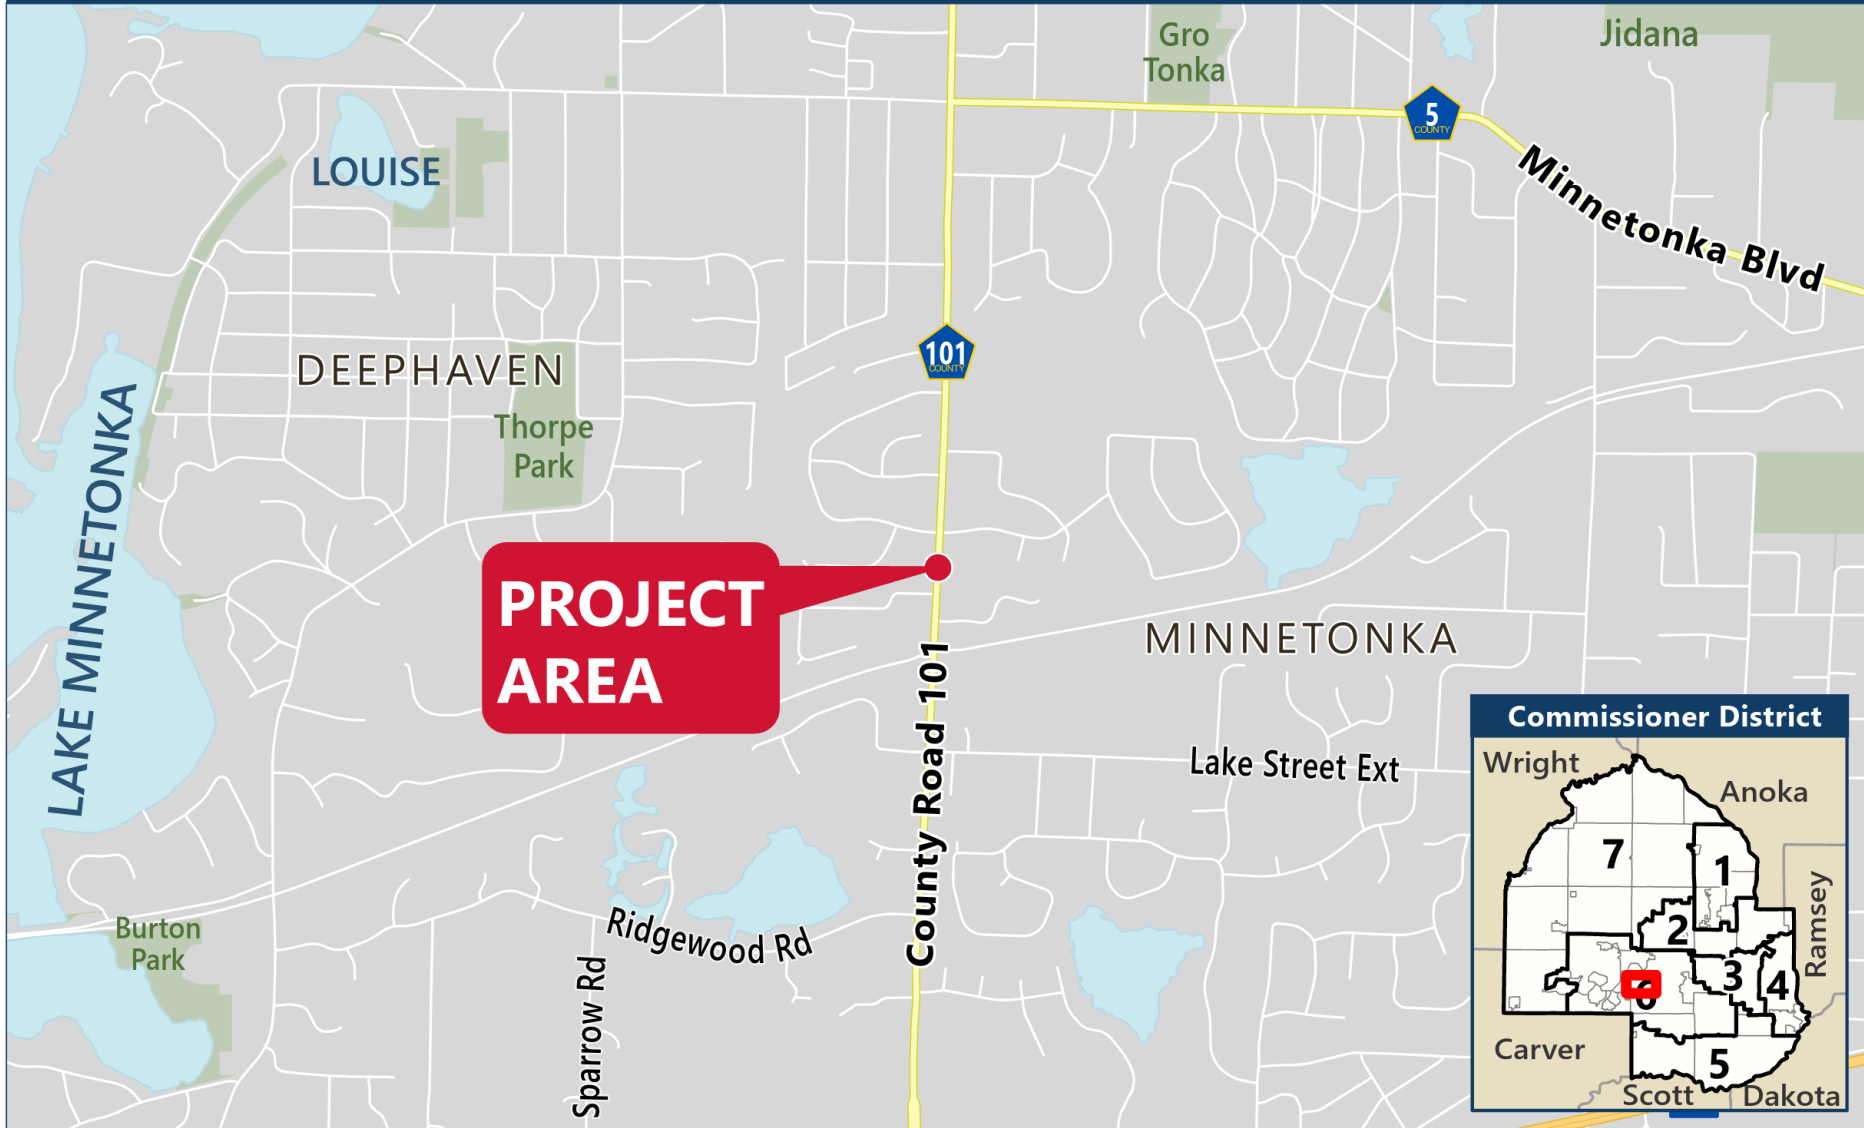 Gro
Tonka
Jidana
5
COUNTY
LOUISE
Minnetonka Blvd
101
COUNTY
DEEPHAVEN
Thorpe
Park
LAKE MINNETONKA
PROJECT
AREA
MINNETONKA
County Road 101
Lake Street Ext
Ridgewood Rd
Burton
Park
Sparrow Rd
Commissioner District
Wright
Anoka
7
1
2
Ramsey
3
4
6
Carver
5
Scott
Dakota